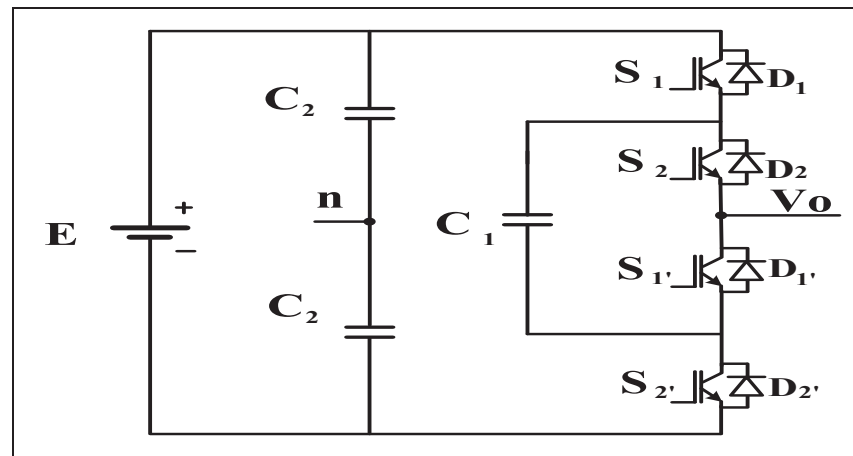 S1 D1
C2
S2 D2
n Vo
E + − C1
S1' D1'
C2
S2' D2'